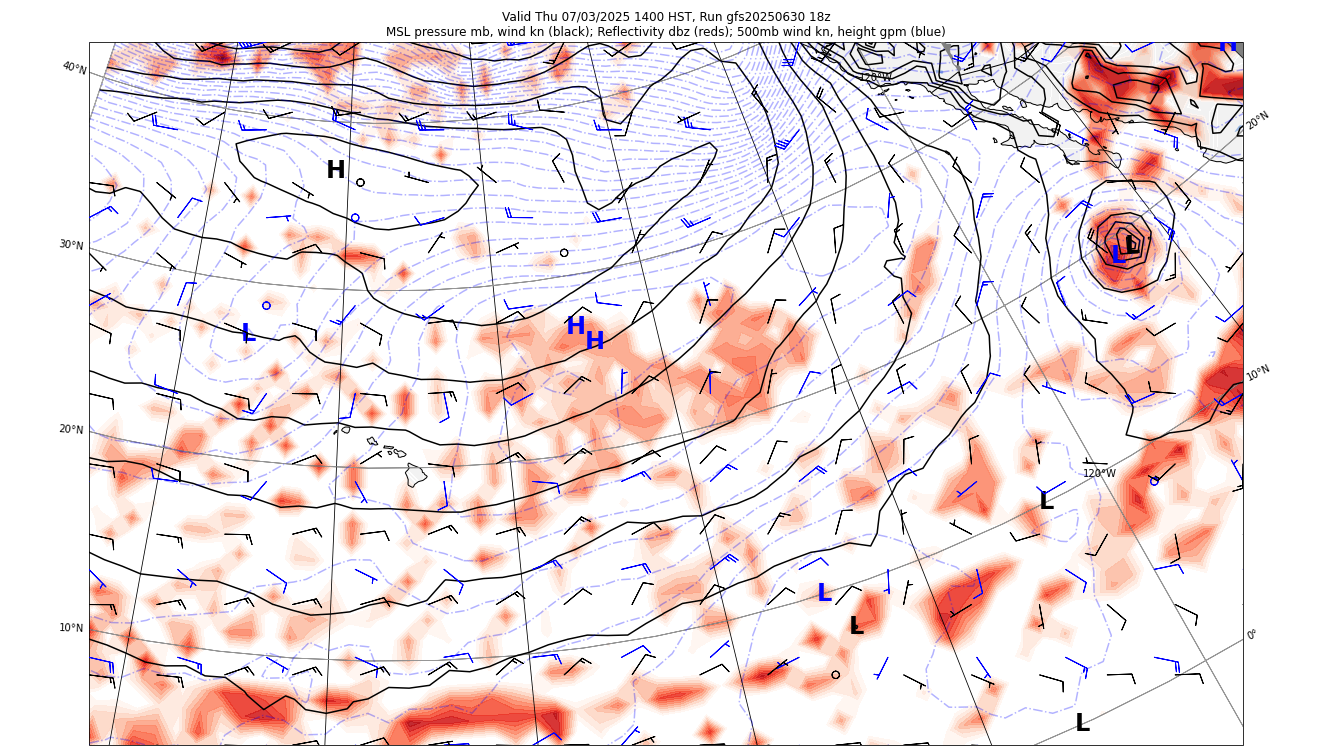 Valid Thu 07/03/2025 1400 HST, Run gfs20250630 18z
MSL pressure mb, wind kn (black); Reflectivity dbz (reds); 500mb wind kn, height gpm (blue)
H
40°N
120°W
20°N
H
30°N
L
L
L
H
H
10°N
20°N
120°W
L
L
10°N
L
0°
L